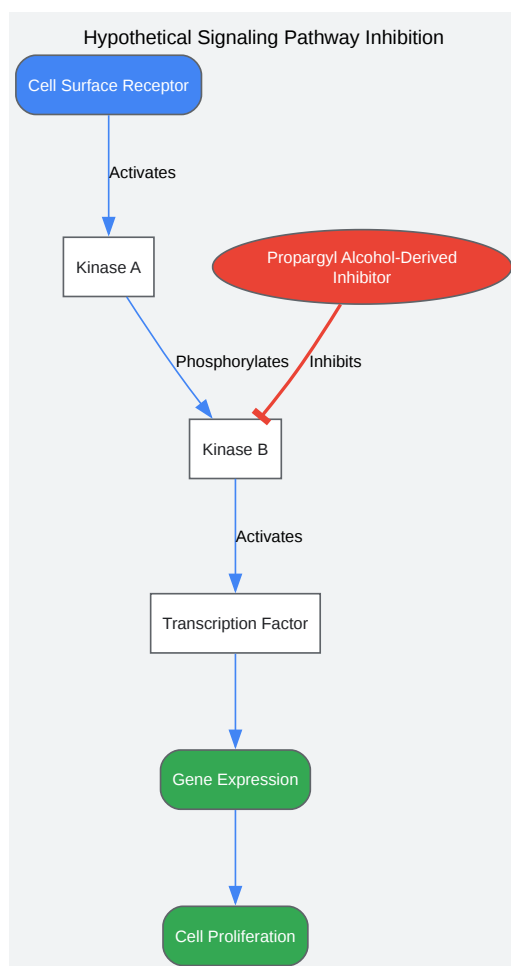 Hypothetical Signaling Pathway Inhibition
Cell Surface Receptor
Activates
Kinase A
Propargyl Alcohol-Derived
Inhibitor
Phosphorylates
Inhibits
Kinase B
Activates
Transcription Factor
Gene Expression
Cell Proliferation